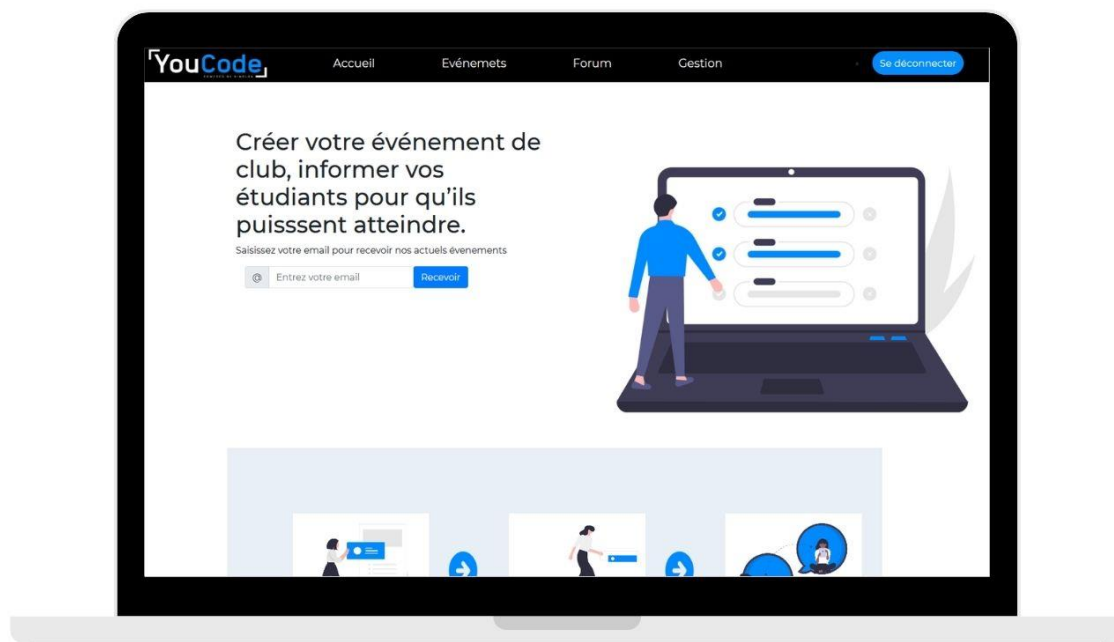 YouCode
Accueil Evénemets Forum Gestion Se déconnecter
Créer votre événement de
club, informer vos
étudiants pour qu'ils
puisssent atteindre.
Saisissez votre email pour recevoir nos actuels évenements
@ Entrez votre email Recevoir